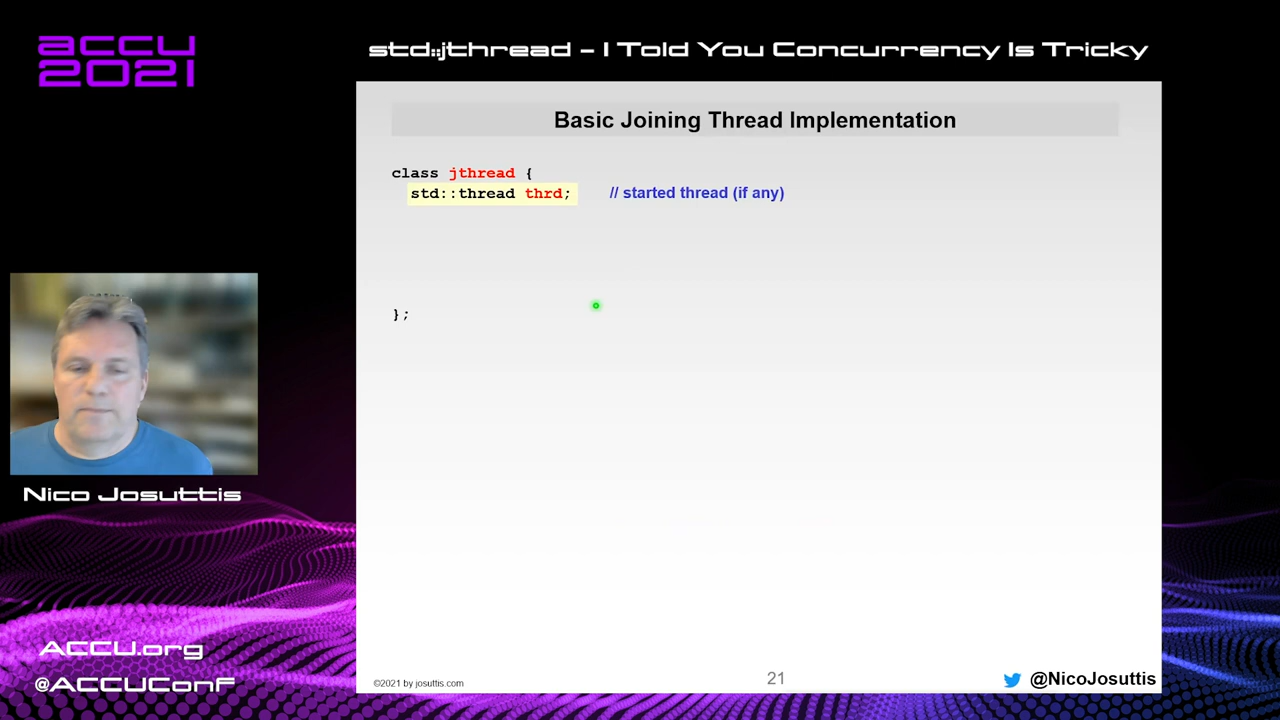 accu
2021
std::jthread – I Told You Concurrency Is Tricky
Basic Joining Thread Implementation
class jthread {
std::thread thrd; // started thread (if any)
};
Nico Josuttis
ACCU.org
@ACCUConf
©2021 by josuttis.com
21
@NicoJosuttis